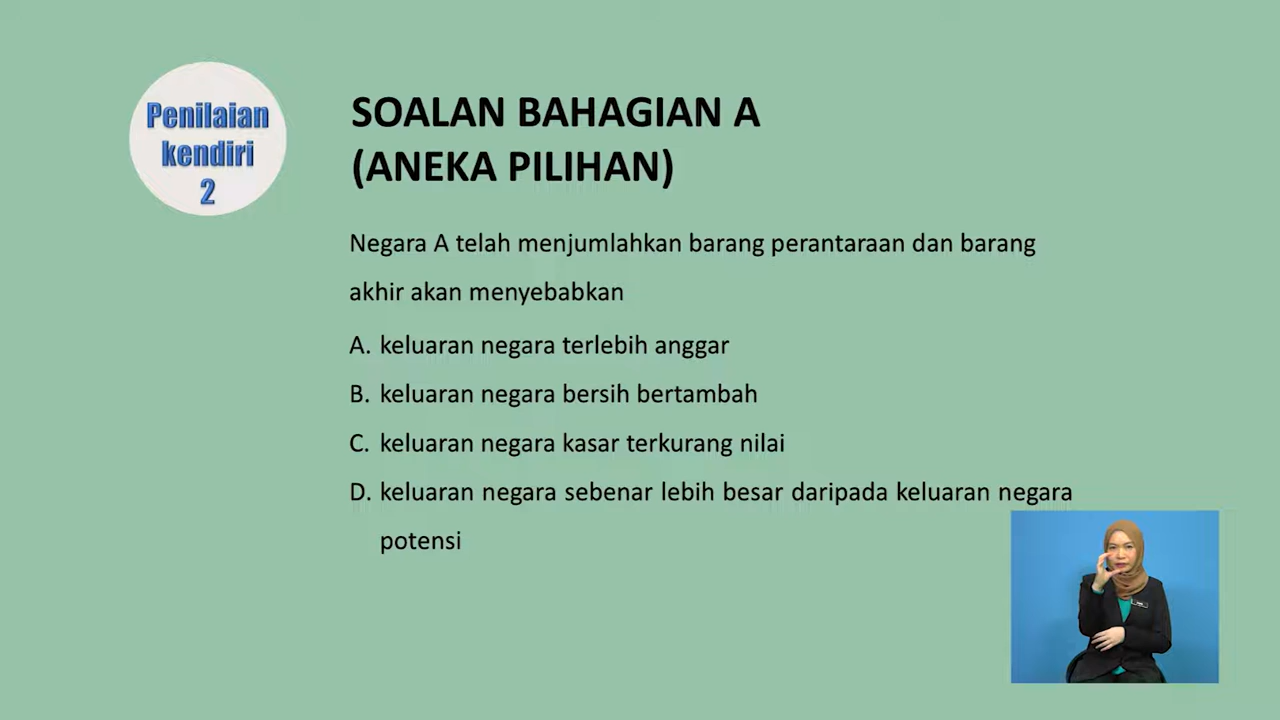 Penilaian
kendiri
2
SOALAN BAHAGIAN A
(ANEKA PILIHAN)
Negara A telah menjumlahkan barang perantaraan dan barang
akhir akan menyebabkan
A. keluaran negara terlebih anggar
B. keluaran negara bersih bertambah
C. keluaran negara kasar terkurang nilai
D. keluaran negara sebenar lebih besar daripada keluaran negara
potensi